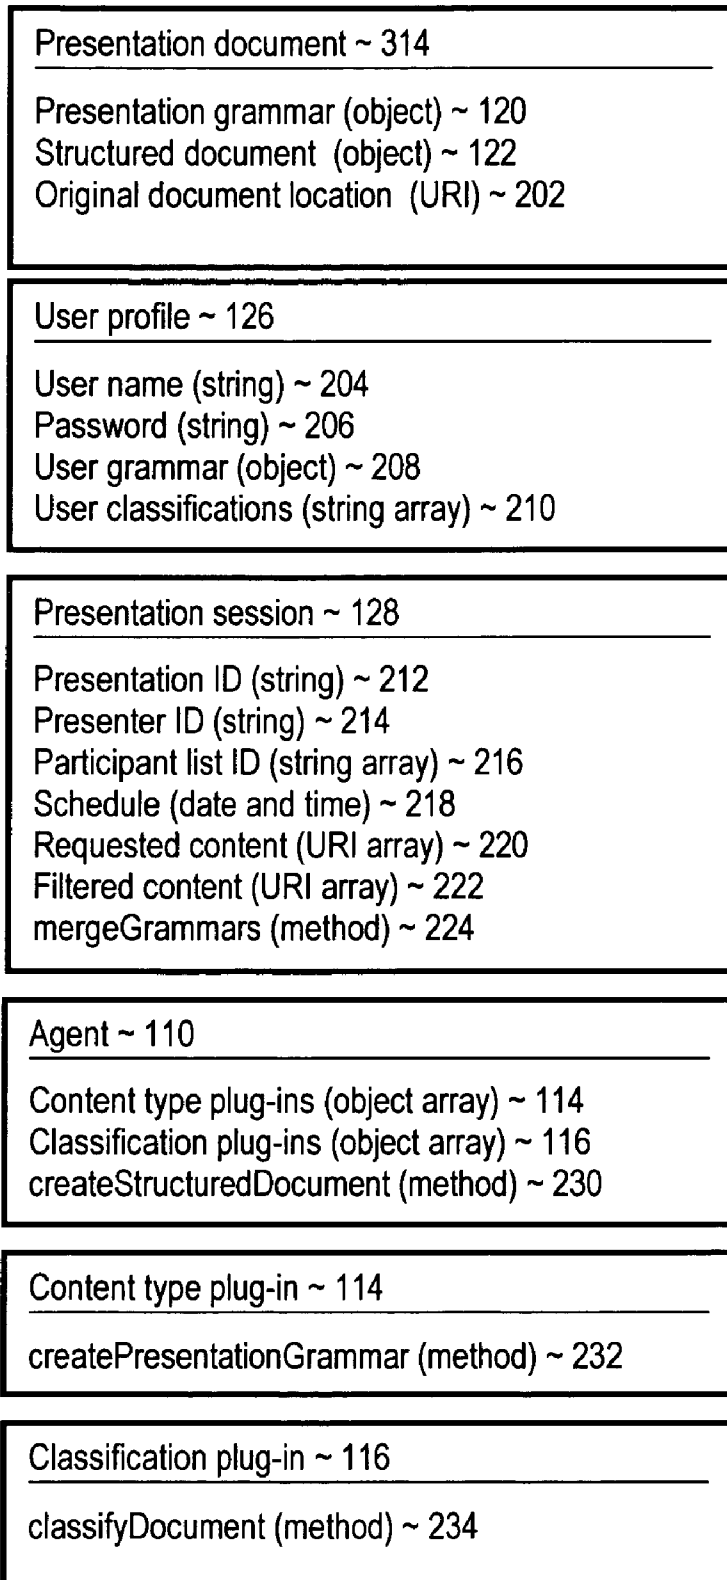 Presentation document ~ 314
Presentation grammar (object) ~ 120
Structured document (object) ~ 122
Original document location (URI) ~ 202
User profile ~ 126
User name (string) ~ 204
Password (string) ~ 206
User grammar (object) ~ 208
User classifications (string array) ~ 210
Presentation session ~ 128
Presentation ID (string) ~ 212
Presenter ID (string) ~ 214
Participant list ID (string array) ~ 216
Schedule (date and time) ~ 218
Requested content (URI array) ~ 220
Filtered content (URI array) ~ 222
mergeGrammars (method) ~ 224
Agent ~ 110
Content type plug-ins (object array) ~ 114
Classification plug-ins (object array) ~ 116
createStructuredDocument (method) ~ 230
Content type plug-in ~ 114
createPresentationGrammar (method) ~ 232
Classification plug-in ~ 116
classifyDocument (method) ~ 234